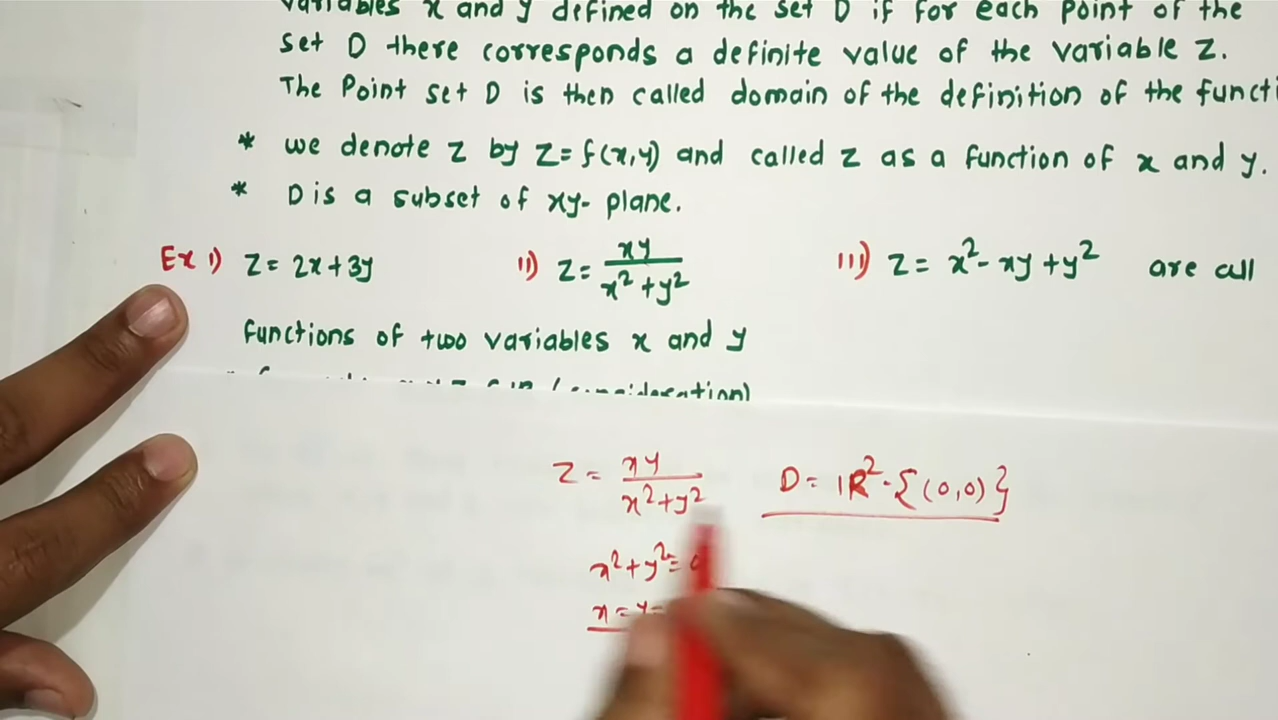 variables x and y defined on the set D if for each point of the
set D there corresponds a definite value of the variable z.
The Point set D is then called domain of the definition of the functi
* we denote z by z=f(x,y) and called z as a function of x and y.
* D is a subset of xy-plane.
Ex i) z= 2x+3y ii) z= xy/(x²+y²) iii) z= x²-xy+y² are all
functions of two variables x and y
z= xy/(x²+y²) D= IR²-{(0,0)}
x²+y²=
x=y=